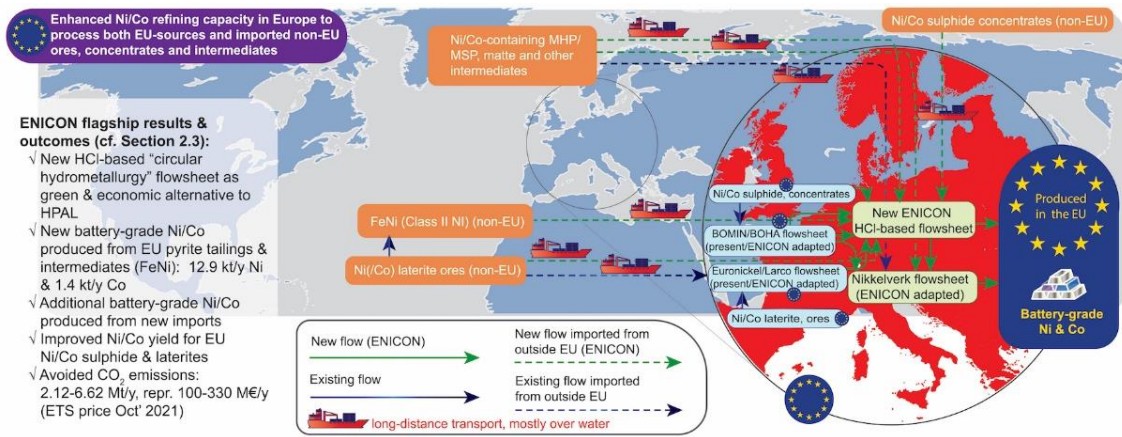 Enhanced Ni/Co refining capacity in Europe to
process both EU-sources and imported non-EU
ores, concentrates and intermediates
Ni/Co sulphide concentrates (non-EU)
Ni/Co-containing MHP/
MSP, matte and other
intermediates
ENICON flagship results &
outcomes (cf. Section 2.3):
√ New HCl-based “circular
hydrometallurgy” flowsheet as
green & economic alternative to
HPAL
√ New battery-grade Ni/Co
produced from EU pyrite tailings &
intermediates (FeNi): 12.9 kt/y Ni
& 1.4 kt/y Co
√ Additional battery-grade Ni/Co
produced from new imports
√ Improved Ni/Co yield for EU
Ni/Co sulphide & laterites
√ Avoided CO₂ emissions:
2.12-6.62 Mt/y, repr. 100-330 M€/y
(ETS price Oct' 2021)
FeNi (Class II NI) (non-EU)
Ni(/Co) laterite ores (non-EU)
Ni/Co sulphide, concentrates
BOMIN/BOHA flowsheet
(present/ENICON adapted)
Euronickel/Larco flowsheet
(present/ENICON adapted)
Ni/Co laterite, ores
New ENICON
HCl-based flowsheet
Nikkelverk flowsheet
(ENICON adapted)
Produced
in the EU
Battery-grade
Ni & Co
New flow (ENICON)
New flow imported from
outside EU (ENICON)
Existing flow
Existing flow imported
from outside EU
long-distance transport, mostly over water